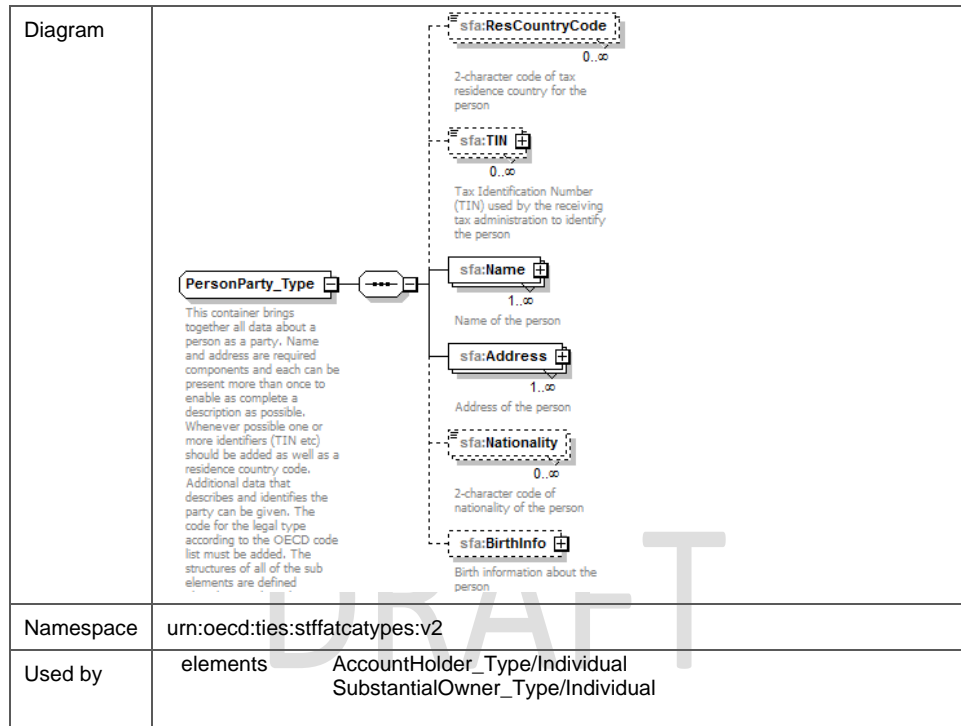 Diagram
sfa:ResCountryCode
0..∞
2-character code of tax
residence country for the
person
sfa:TIN
0..∞
Tax Identification Number
(TIN) used by the receiving
tax administration to identify
the person
PersonParty_Type
This container brings
together all data about a
person as a party. Name
and address are required
components and each can be
present more than once to
enable as complete a
description as possible.
Whenever possible one or
more identifiers (TIN etc)
should be added as well as a
residence country code.
Additional data that
describes and identifies the
party can be given. The
code for the legal type
according to the OECD code
list must be added. The
structures of all of the sub
elements are defined
sfa:Name
1..∞
Name of the person
sfa:Address
1..∞
Address of the person
sfa:Nationality
0..∞
2-character code of
nationality of the person
sfa:BirthInfo
Birth information about the
person
DRAFT
Namespace urn:oecd:ties:stffatcatypes:v2
Used by
elements AccountHolder_Type/Individual
SubstantialOwner_Type/Individual